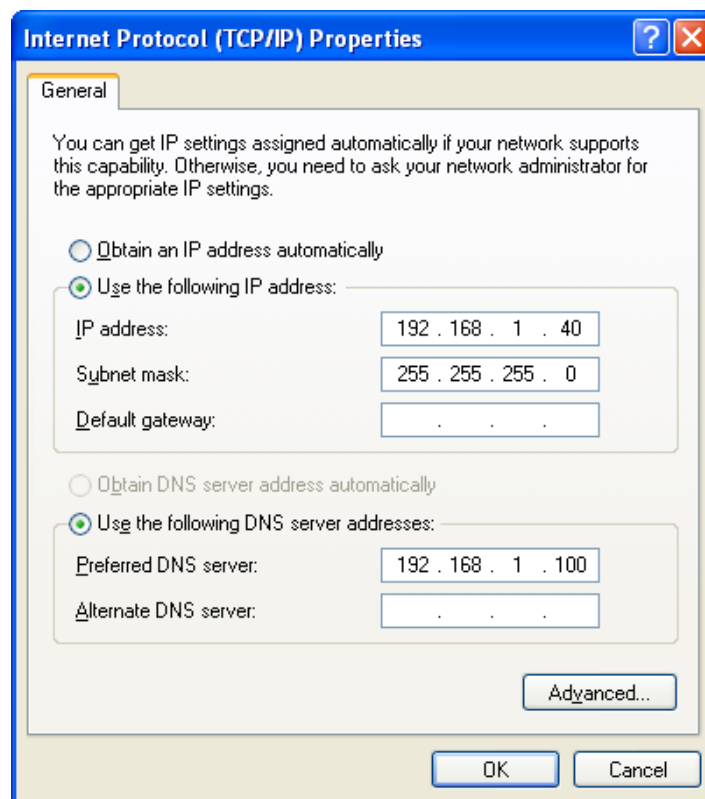 Internet Protocol (TCP/IP) Properties
General
You can get IP settings assigned automatically if your network supports
this capability. Otherwise, you need to ask your network administrator for
the appropriate IP settings.
Obtain an IP address automatically
Use the following IP address:
IP address: 192 . 168 . 1 . 40
Subnet mask: 255 . 255 . 255 . 0
Default gateway: . . .
Obtain DNS server address automatically
Use the following DNS server addresses:
Preferred DNS server: 192 . 168 . 1 . 100
Alternate DNS server: . . .
Advanced...
OK Cancel